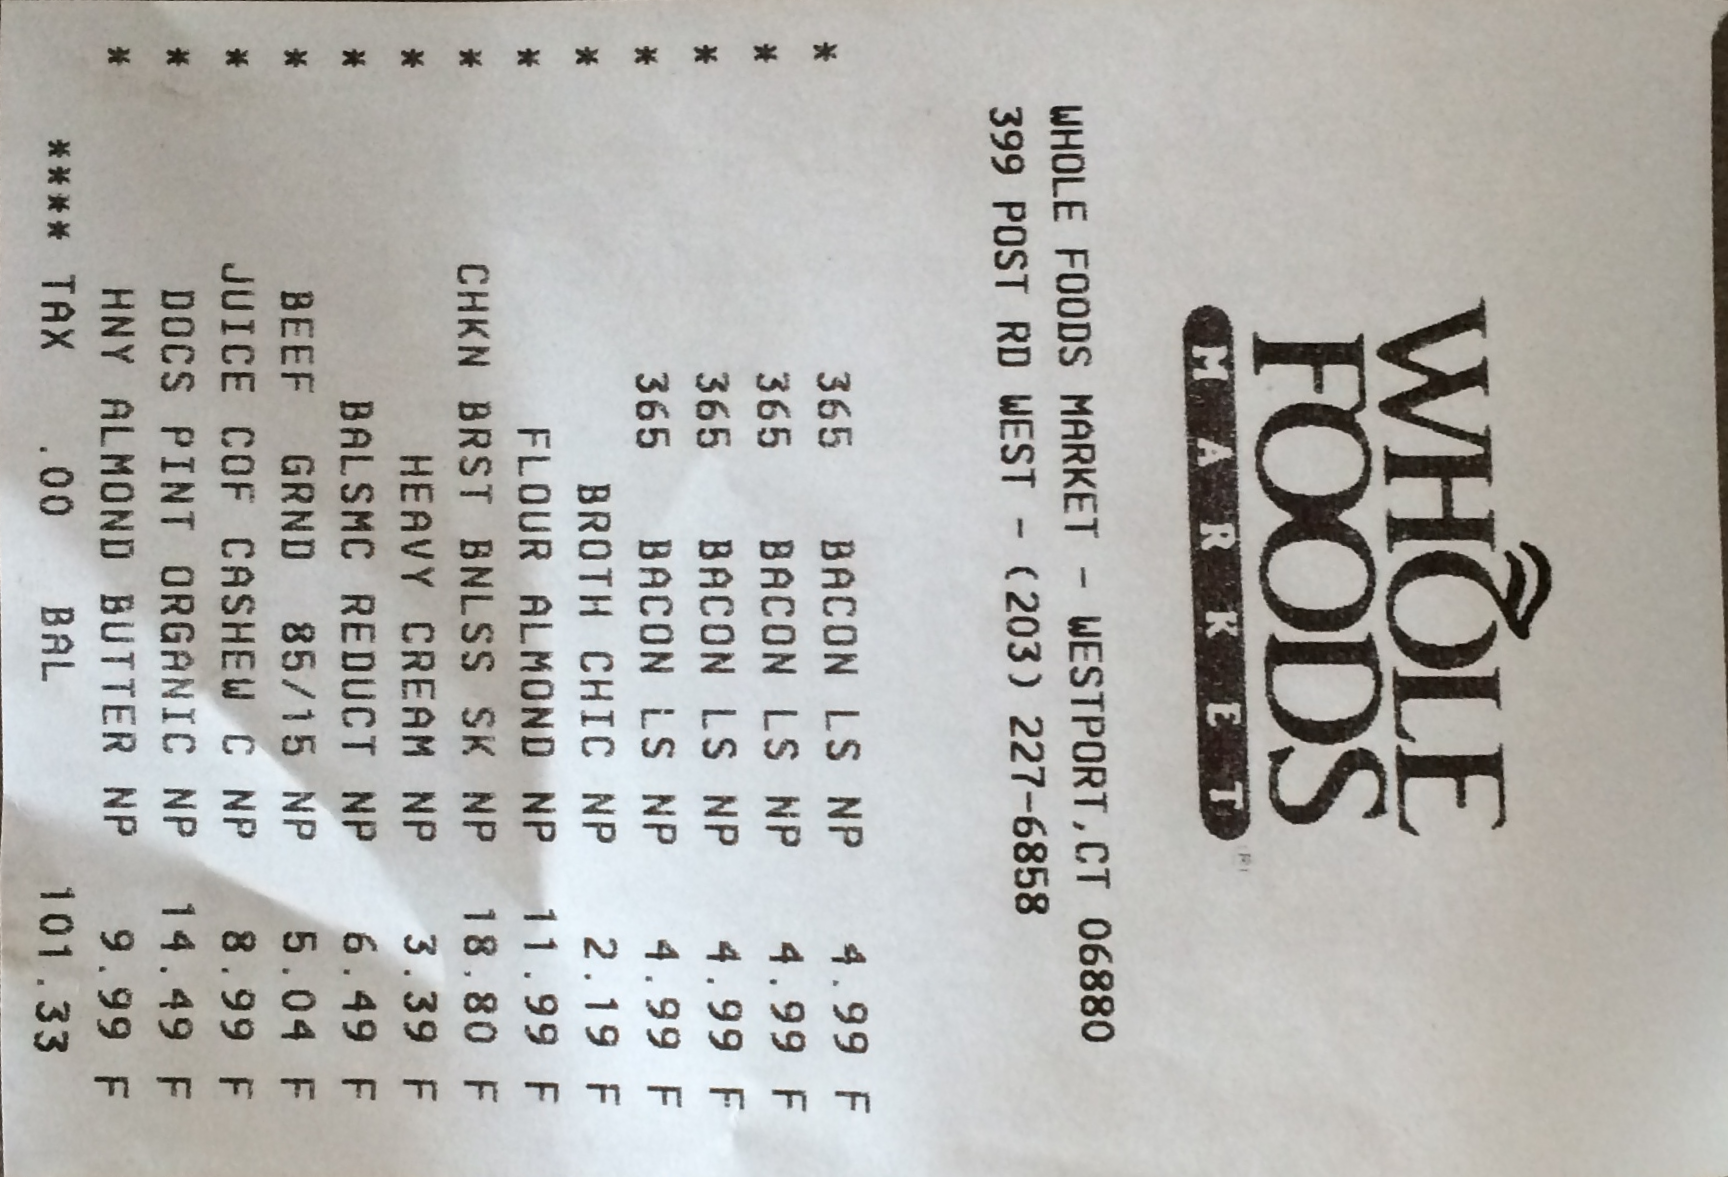 WHOLE
FOODS
MARKET
WHOLE FOODS MARKET - WESTPORT,CT 06880
399 POST RD WEST - (203) 227-6858
* 365 BACON LS NP 4.99 F
* 365 BACON LS NP 4.99 F
* 365 BACON LS NP 4.99 F
* 365 BACON LS NP 4.99 F
* BROTH CHIC NP 2.19 F
* FLOUR ALMOND NP 11.99 F
* CHKN BRST BNLSS SK NP 18.80 F
* HEAVY CREAM NP 3.39 F
* BALSMC REDUCT NP 6.49 F
* BEEF GRND 85/15 NP 5.04 F
* JUICE COF CASHEW C NP 8.99 F
* DOCS PINT ORGANIC NP 14.49 F
* HNY ALMOND BUTTER NP 9.99 F
**** TAX .00 BAL 101.33